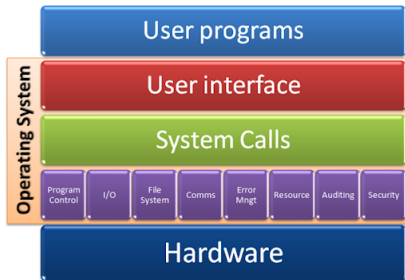 User programs
Operating System
User interface
System Calls
Program
Control
I/O
File
System
Comms
Error
Mngt
Resource
Auditing
Security
Hardware